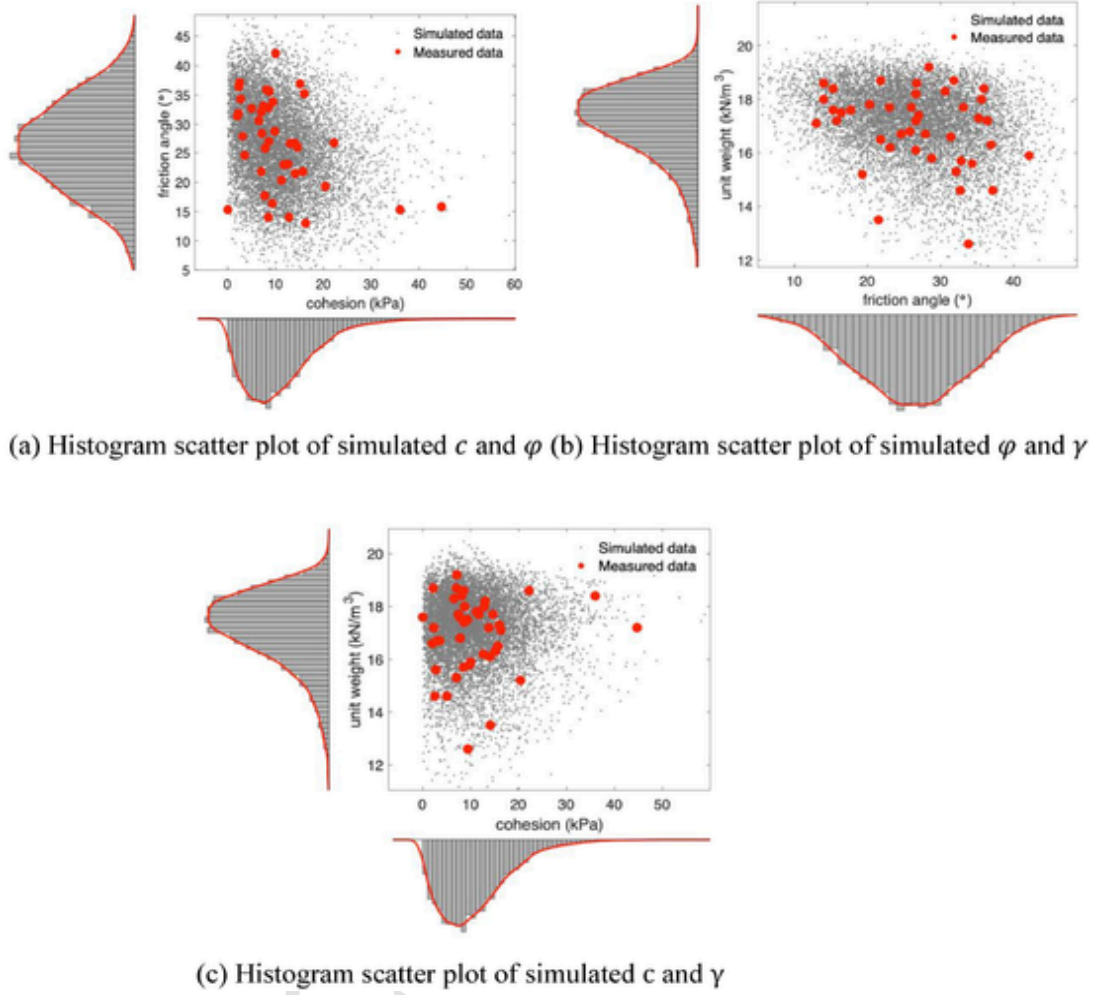 45
40
35
30
25
20
15
10
5
friction angle (°)
Simulated data
Measured data
0 10 20 30 40 50 60
cohesion (kPa)
20
18
16
14
12
unit weight (kN/m³)
Simulated data
Measured data
10 20 30 40
friction angle (°)
(a) Histogram scatter plot of simulated c and φ (b) Histogram scatter plot of simulated φ and γ
20
18
16
14
12
unit weight (kN/m³)
Simulated data
Measured data
0 10 20 30 40 50
cohesion (kPa)
(c) Histogram scatter plot of simulated c and γ